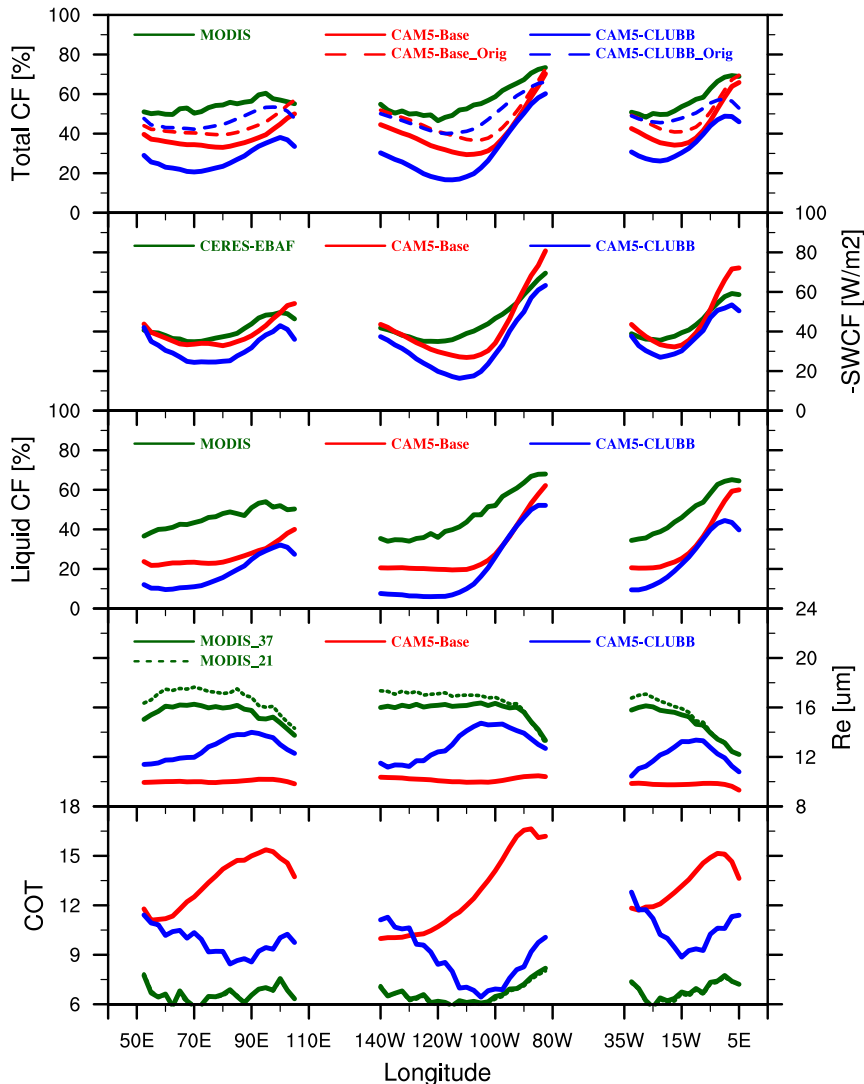 100
80
60
40
20
0
Total CF [%]
MODIS
CAM5-Base
CAM5-CLUBB
CAM5-Base_Orig
CAM5-CLUBB_Orig
CERES-EBAF
CAM5-Base
CAM5-CLUBB
100
80
60
40
20
0
-SWCF [W/m2]
100
80
60
40
20
0
Liquid CF [%]
MODIS
CAM5-Base
CAM5-CLUBB
MODIS_37
CAM5-Base
CAM5-CLUBB
MODIS_21
24
20
16
12
8
Re [um]
18
15
12
9
6
COT
50E 70E 90E 110E 140W 120W 100W 80W 35W 15W 5E
Longitude